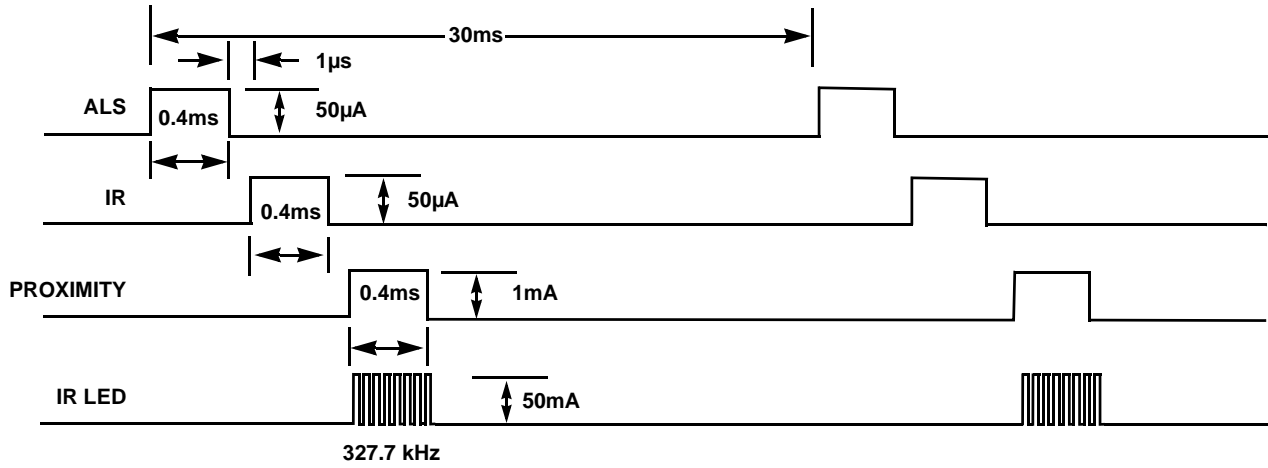 30ms
1µs
ALS
0.4ms
50µA
IR
0.4ms
50µA
PROXIMITY
0.4ms
1mA
IR LED
50mA
327.7 kHz